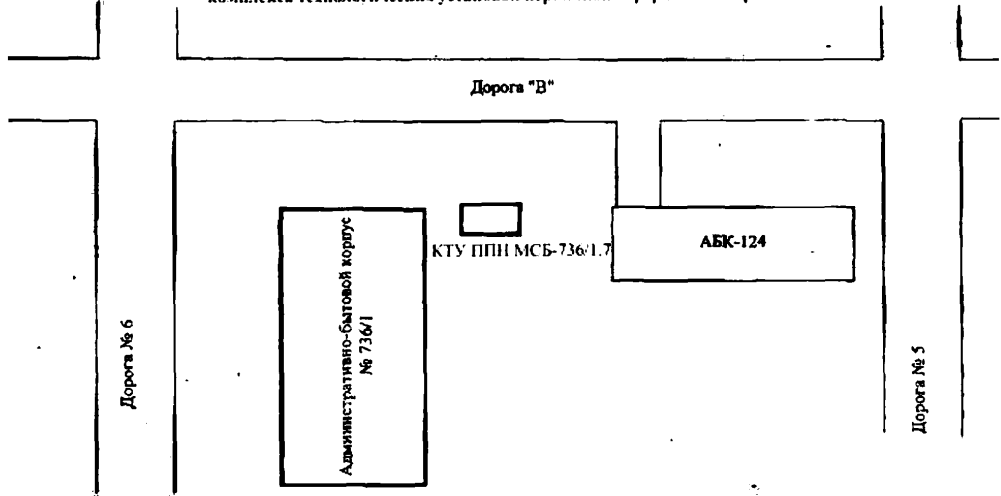 Дорога "В"
КТУ ППН МСБ-736/1.7
АБК-124
Административно-бытовой корпус
№ 736/1
Дорога № 6
Дорога № 5